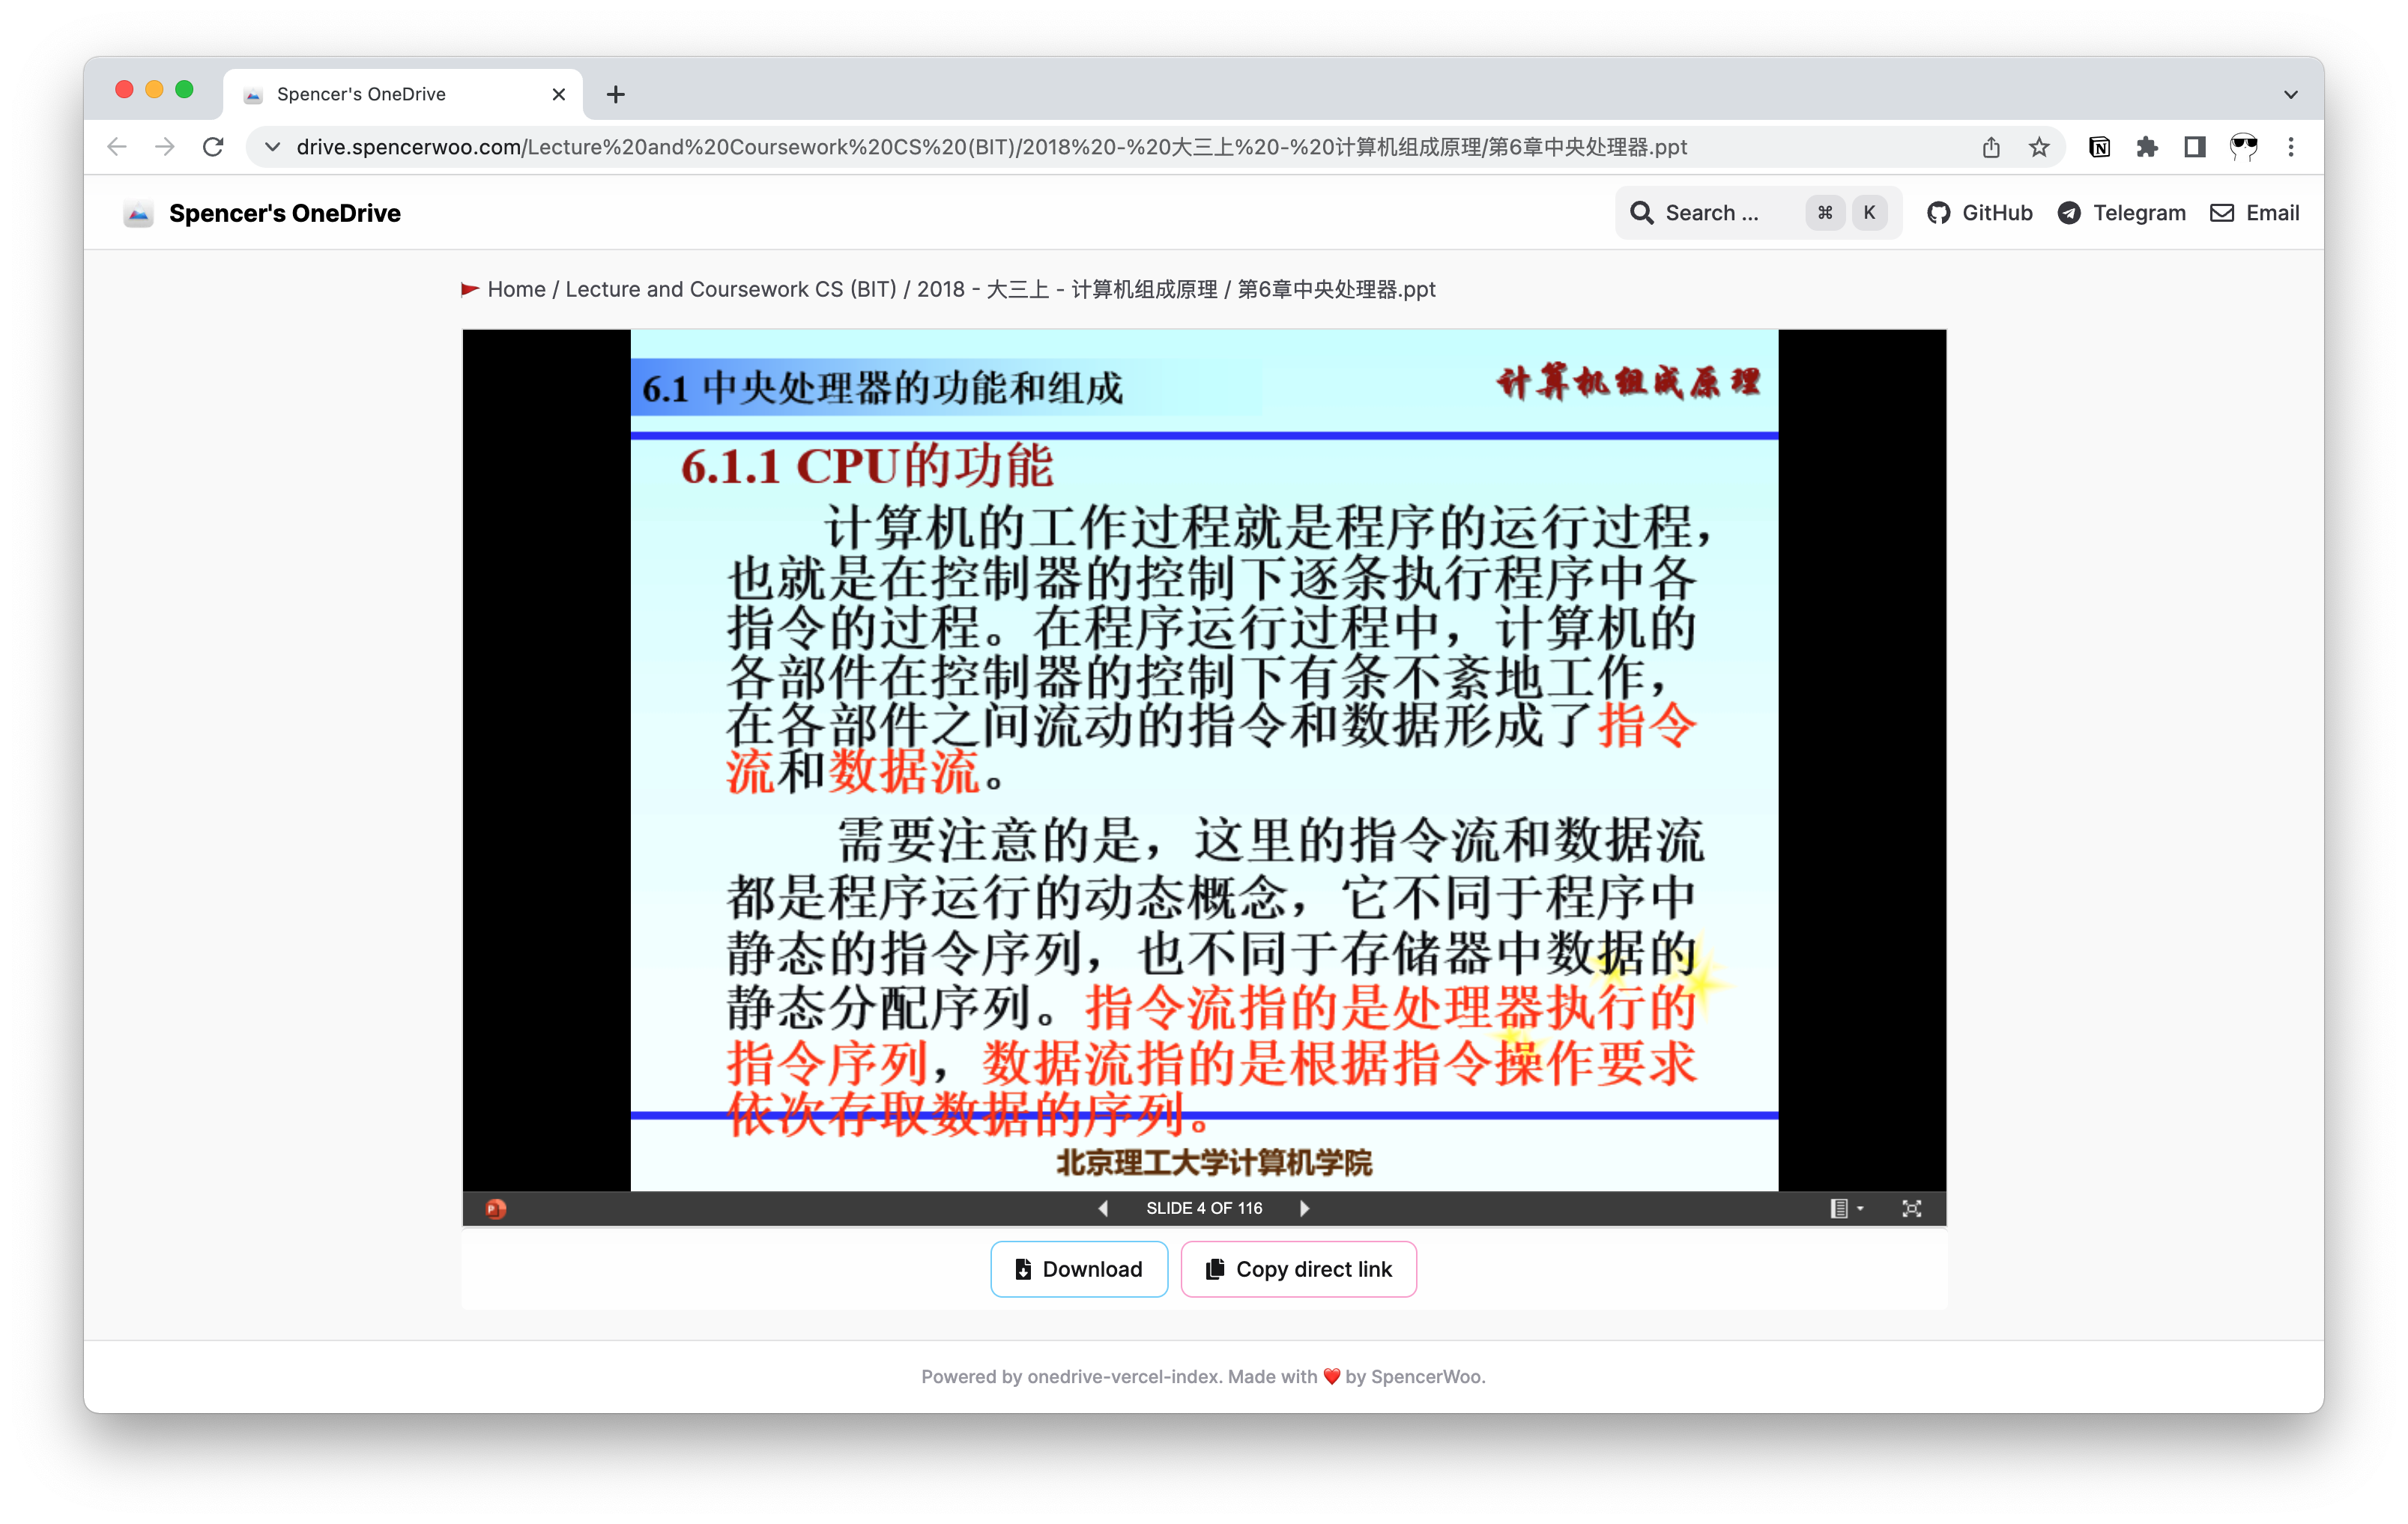 Spencer's OneDrive
drive.spencerwoo.com/Lecture%20and%20Coursework%20CS%20(BIT)/2018%20-%20大三上%20-%20计算机组成原理/第6章中央处理器.ppt
Spencer's OneDrive
Search ... ⌘ K GitHub Telegram Email
Home / Lecture and Coursework CS (BIT) / 2018 - 大三上 - 计算机组成原理 / 第6章中央处理器.ppt
6.1 中央处理器的功能和组成
计算机组成原理
6.1.1 CPU的功能
计算机的工作过程就是程序的运行过程，
也就是在控制器的控制下逐条执行程序中各
指令的过程。在程序运行过程中，计算机的
各部件在控制器的控制下有条不紊地工作，
在各部件之间流动的指令和数据形成了指令
流和数据流。
需要注意的是，这里的指令流和数据流
都是程序运行的动态概念，它不同于程序中
静态的指令序列，也不同于存储器中数据的
静态分配序列。指令流指的是处理器执行的
指令序列，数据流指的是根据指令操作要求
依次存取数据的序列。
北京理工大学计算机学院
SLIDE 4 OF 116
Download
Copy direct link
Powered by onedrive-vercel-index. Made with ❤️ by SpencerWoo.